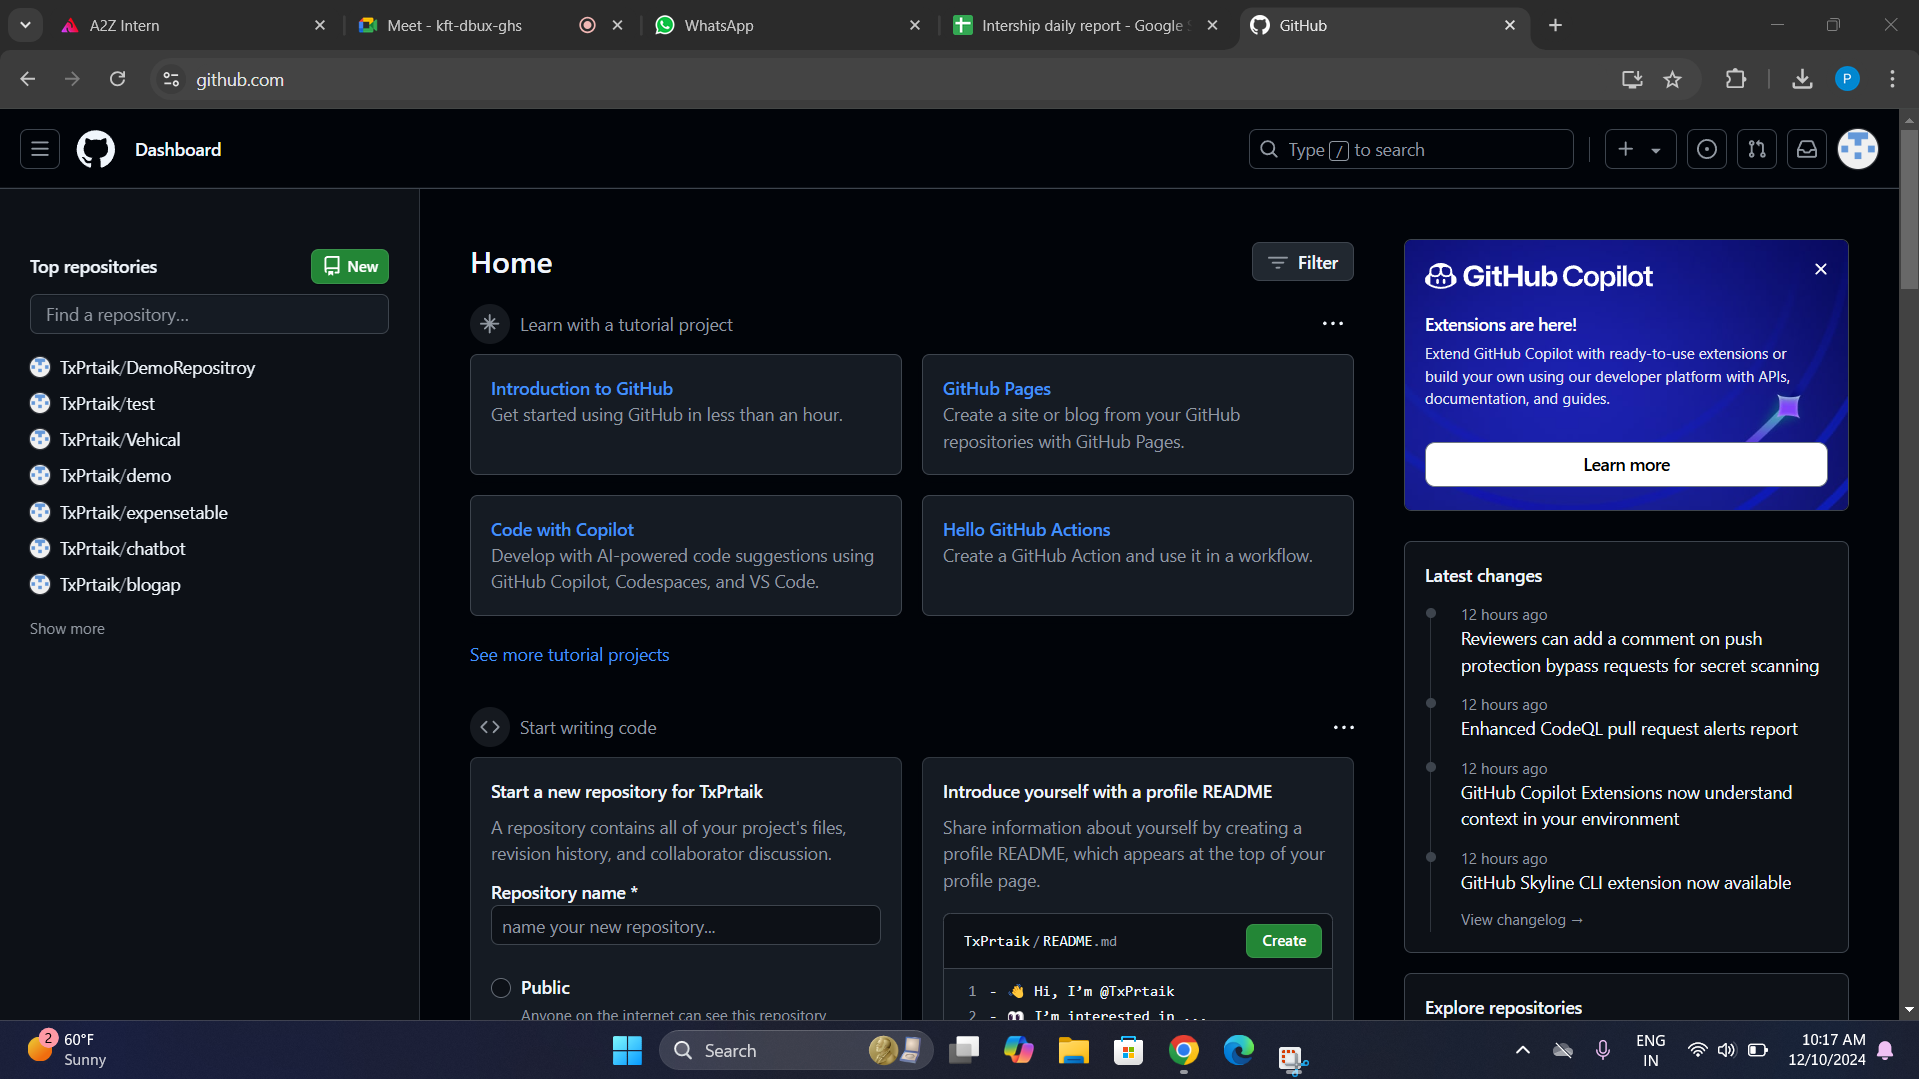 A2Z Intern
Meet - kft-dbux-ghs
WhatsApp
Intership daily report - Google
GitHub
github.com
P
Dashboard
Type / to search
Top repositories
New
Find a repository...
TxPrtaik/DemoRepositroy
TxPrtaik/test
TxPrtaik/Vehical
TxPrtaik/demo
TxPrtaik/expensetable
TxPrtaik/chatbot
TxPrtaik/blogap
Show more
Home
Filter
Learn with a tutorial project
Introduction to GitHub
Get started using GitHub in less than an hour.
GitHub Pages
Create a site or blog from your GitHub
repositories with GitHub Pages.
Code with Copilot
Develop with AI-powered code suggestions using
GitHub Copilot, Codespaces, and VS Code.
Hello GitHub Actions
Create a GitHub Action and use it in a workflow.
See more tutorial projects
Start writing code
Start a new repository for TxPrtaik
A repository contains all of your project's files,
revision history, and collaborator discussion.
Repository name *
name your new repository...
Public
Anyone on the internet can see this repository
Introduce yourself with a profile README
Share information about yourself by creating a
profile README, which appears at the top of your
profile page.
TxPrtaik / README.md
Create
1 - 👋 Hi, I’m @TxPrtaik
2 - 👀 I’m interested in ...
GitHub Copilot
Extensions are here!
Extend GitHub Copilot with ready-to-use extensions or
build your own using our developer platform with APIs,
documentation, and guides.
Learn more
Latest changes
12 hours ago
Reviewers can add a comment on push
protection bypass requests for secret scanning
12 hours ago
Enhanced CodeQL pull request alerts report
12 hours ago
GitHub Copilot Extensions now understand
context in your environment
12 hours ago
GitHub Skyline CLI extension now available
View changelog →
Explore repositories
2
60°F
Sunny
Search
ENG
IN
10:17 AM
12/10/2024